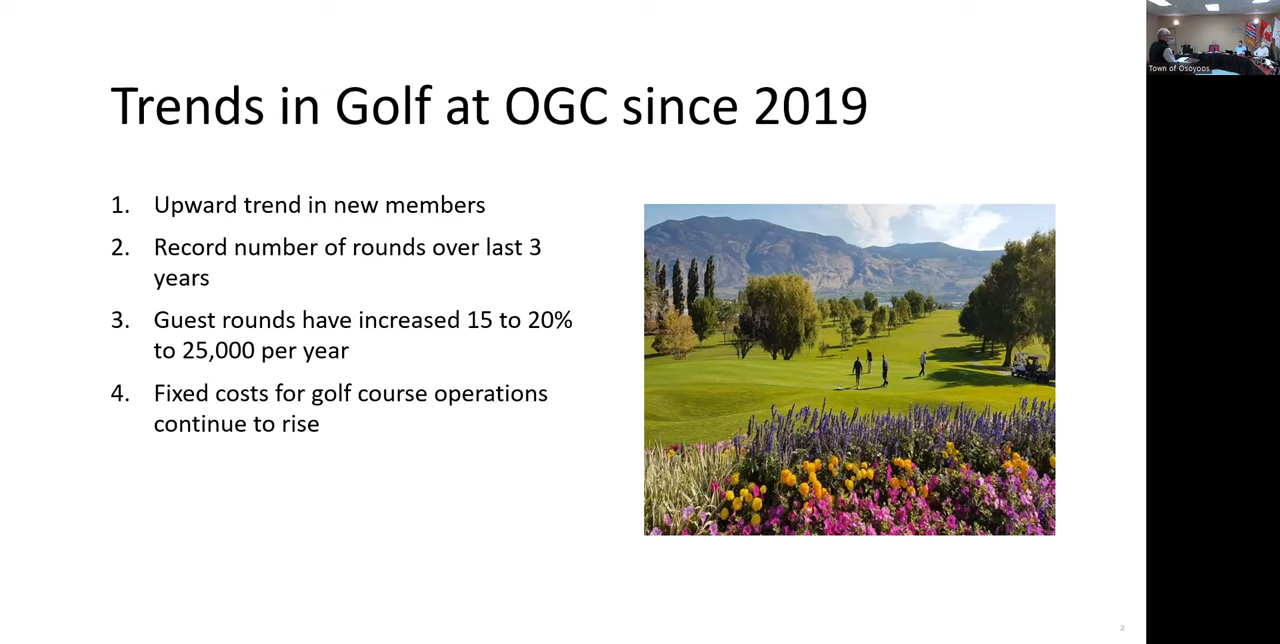 Trends in Golf at OGC since 2019
1. Upward trend in new members
2. Record number of rounds over last 3
years
3. Guest rounds have increased 15 to 20%
to 25,000 per year
4. Fixed costs for golf course operations
continue to rise
Town of Osoyoos
2